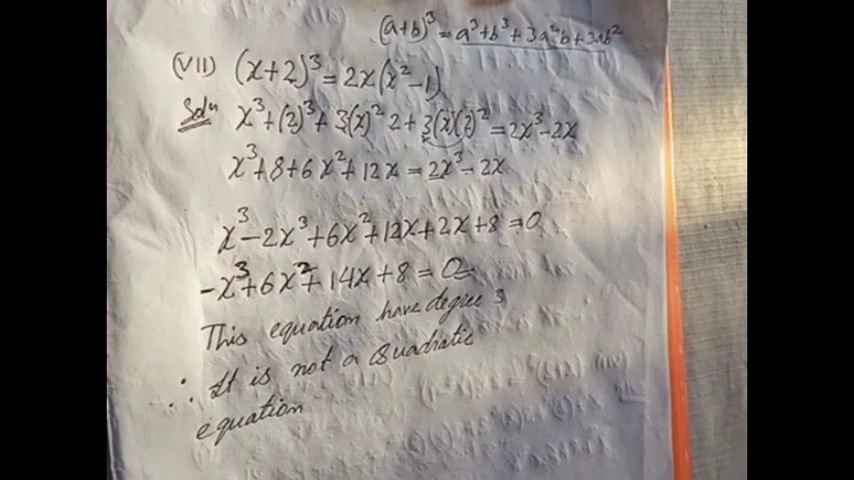 (a+b)³ = a³+b³+3a²b+3ab²
(VII) (x+2)³ = 2x(x²-1)
Soln x³+(2)³+3(x)² 2+3(x)(2)² = 2x³-2x
x³+8+6x²+12x = 2x³-2x
x³-2x³+6x²+12x+2x+8=0
-x³+6x²+14x+8=0
This equation have degree 3
∴ It is not a Quadratic
equation